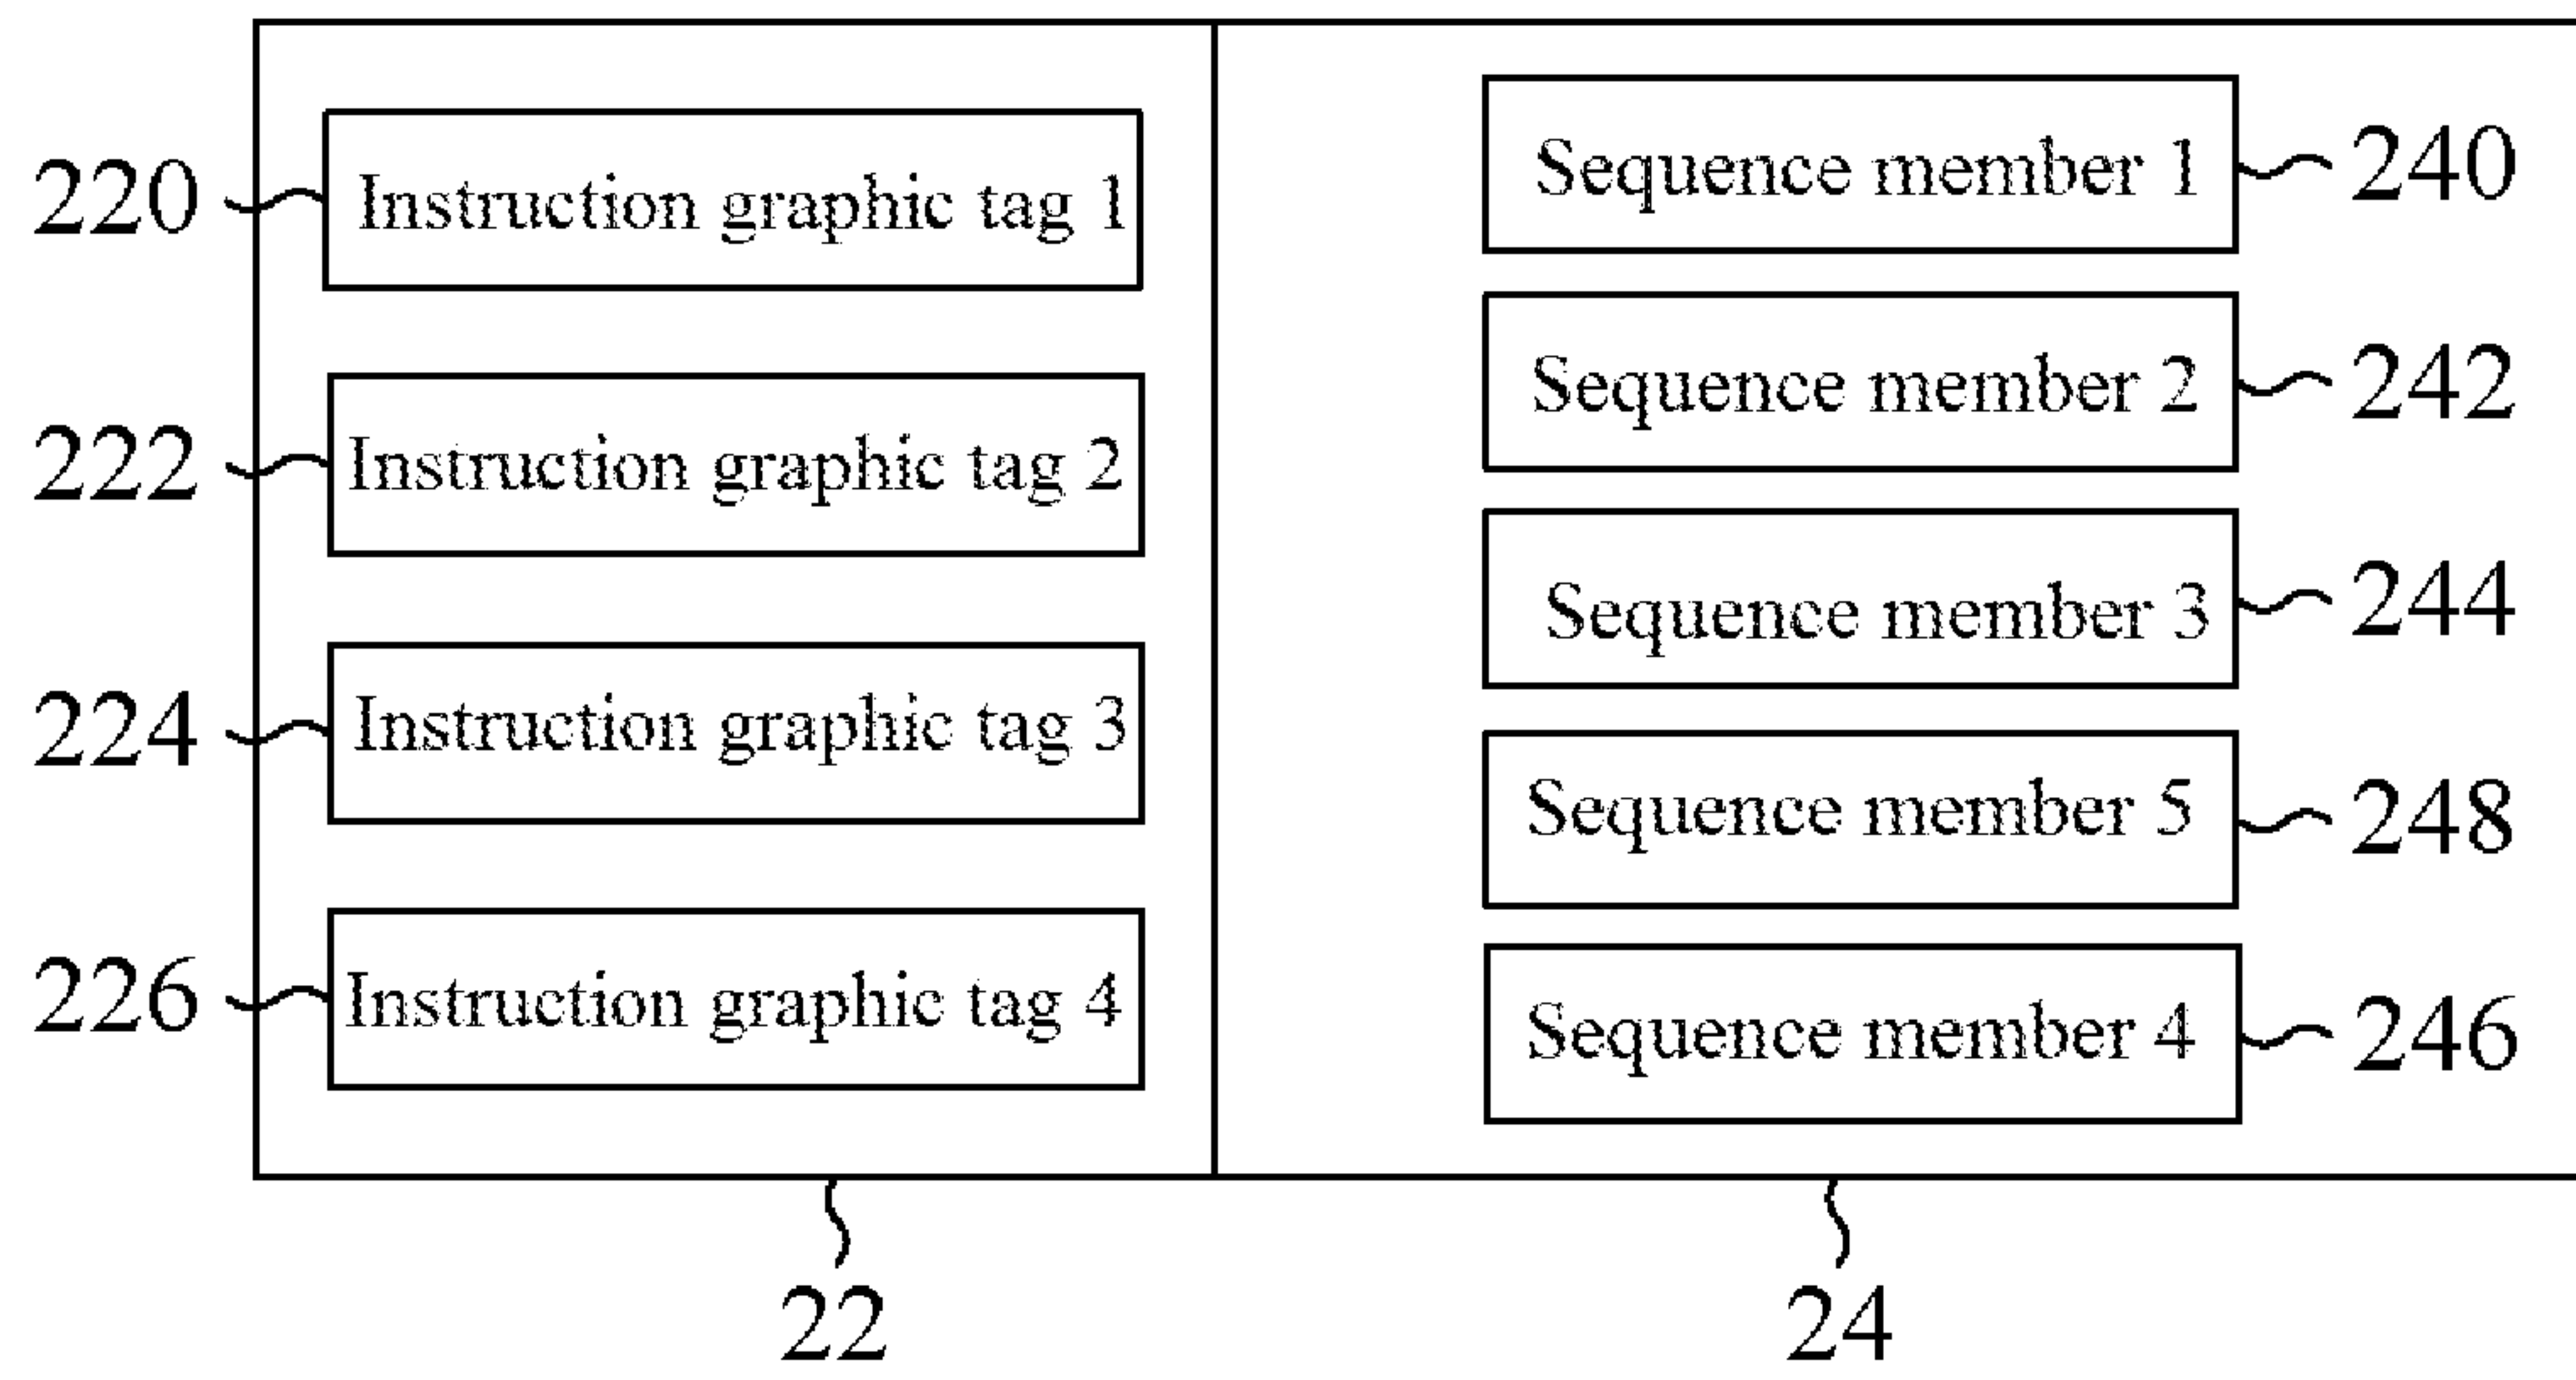 220
Instruction graphic tag 1
222
Instruction graphic tag 2
224
Instruction graphic tag 3
226
Instruction graphic tag 4
22
Sequence member 1
240
Sequence member 2
242
Sequence member 3
244
Sequence member 5
248
Sequence member 4
246
24